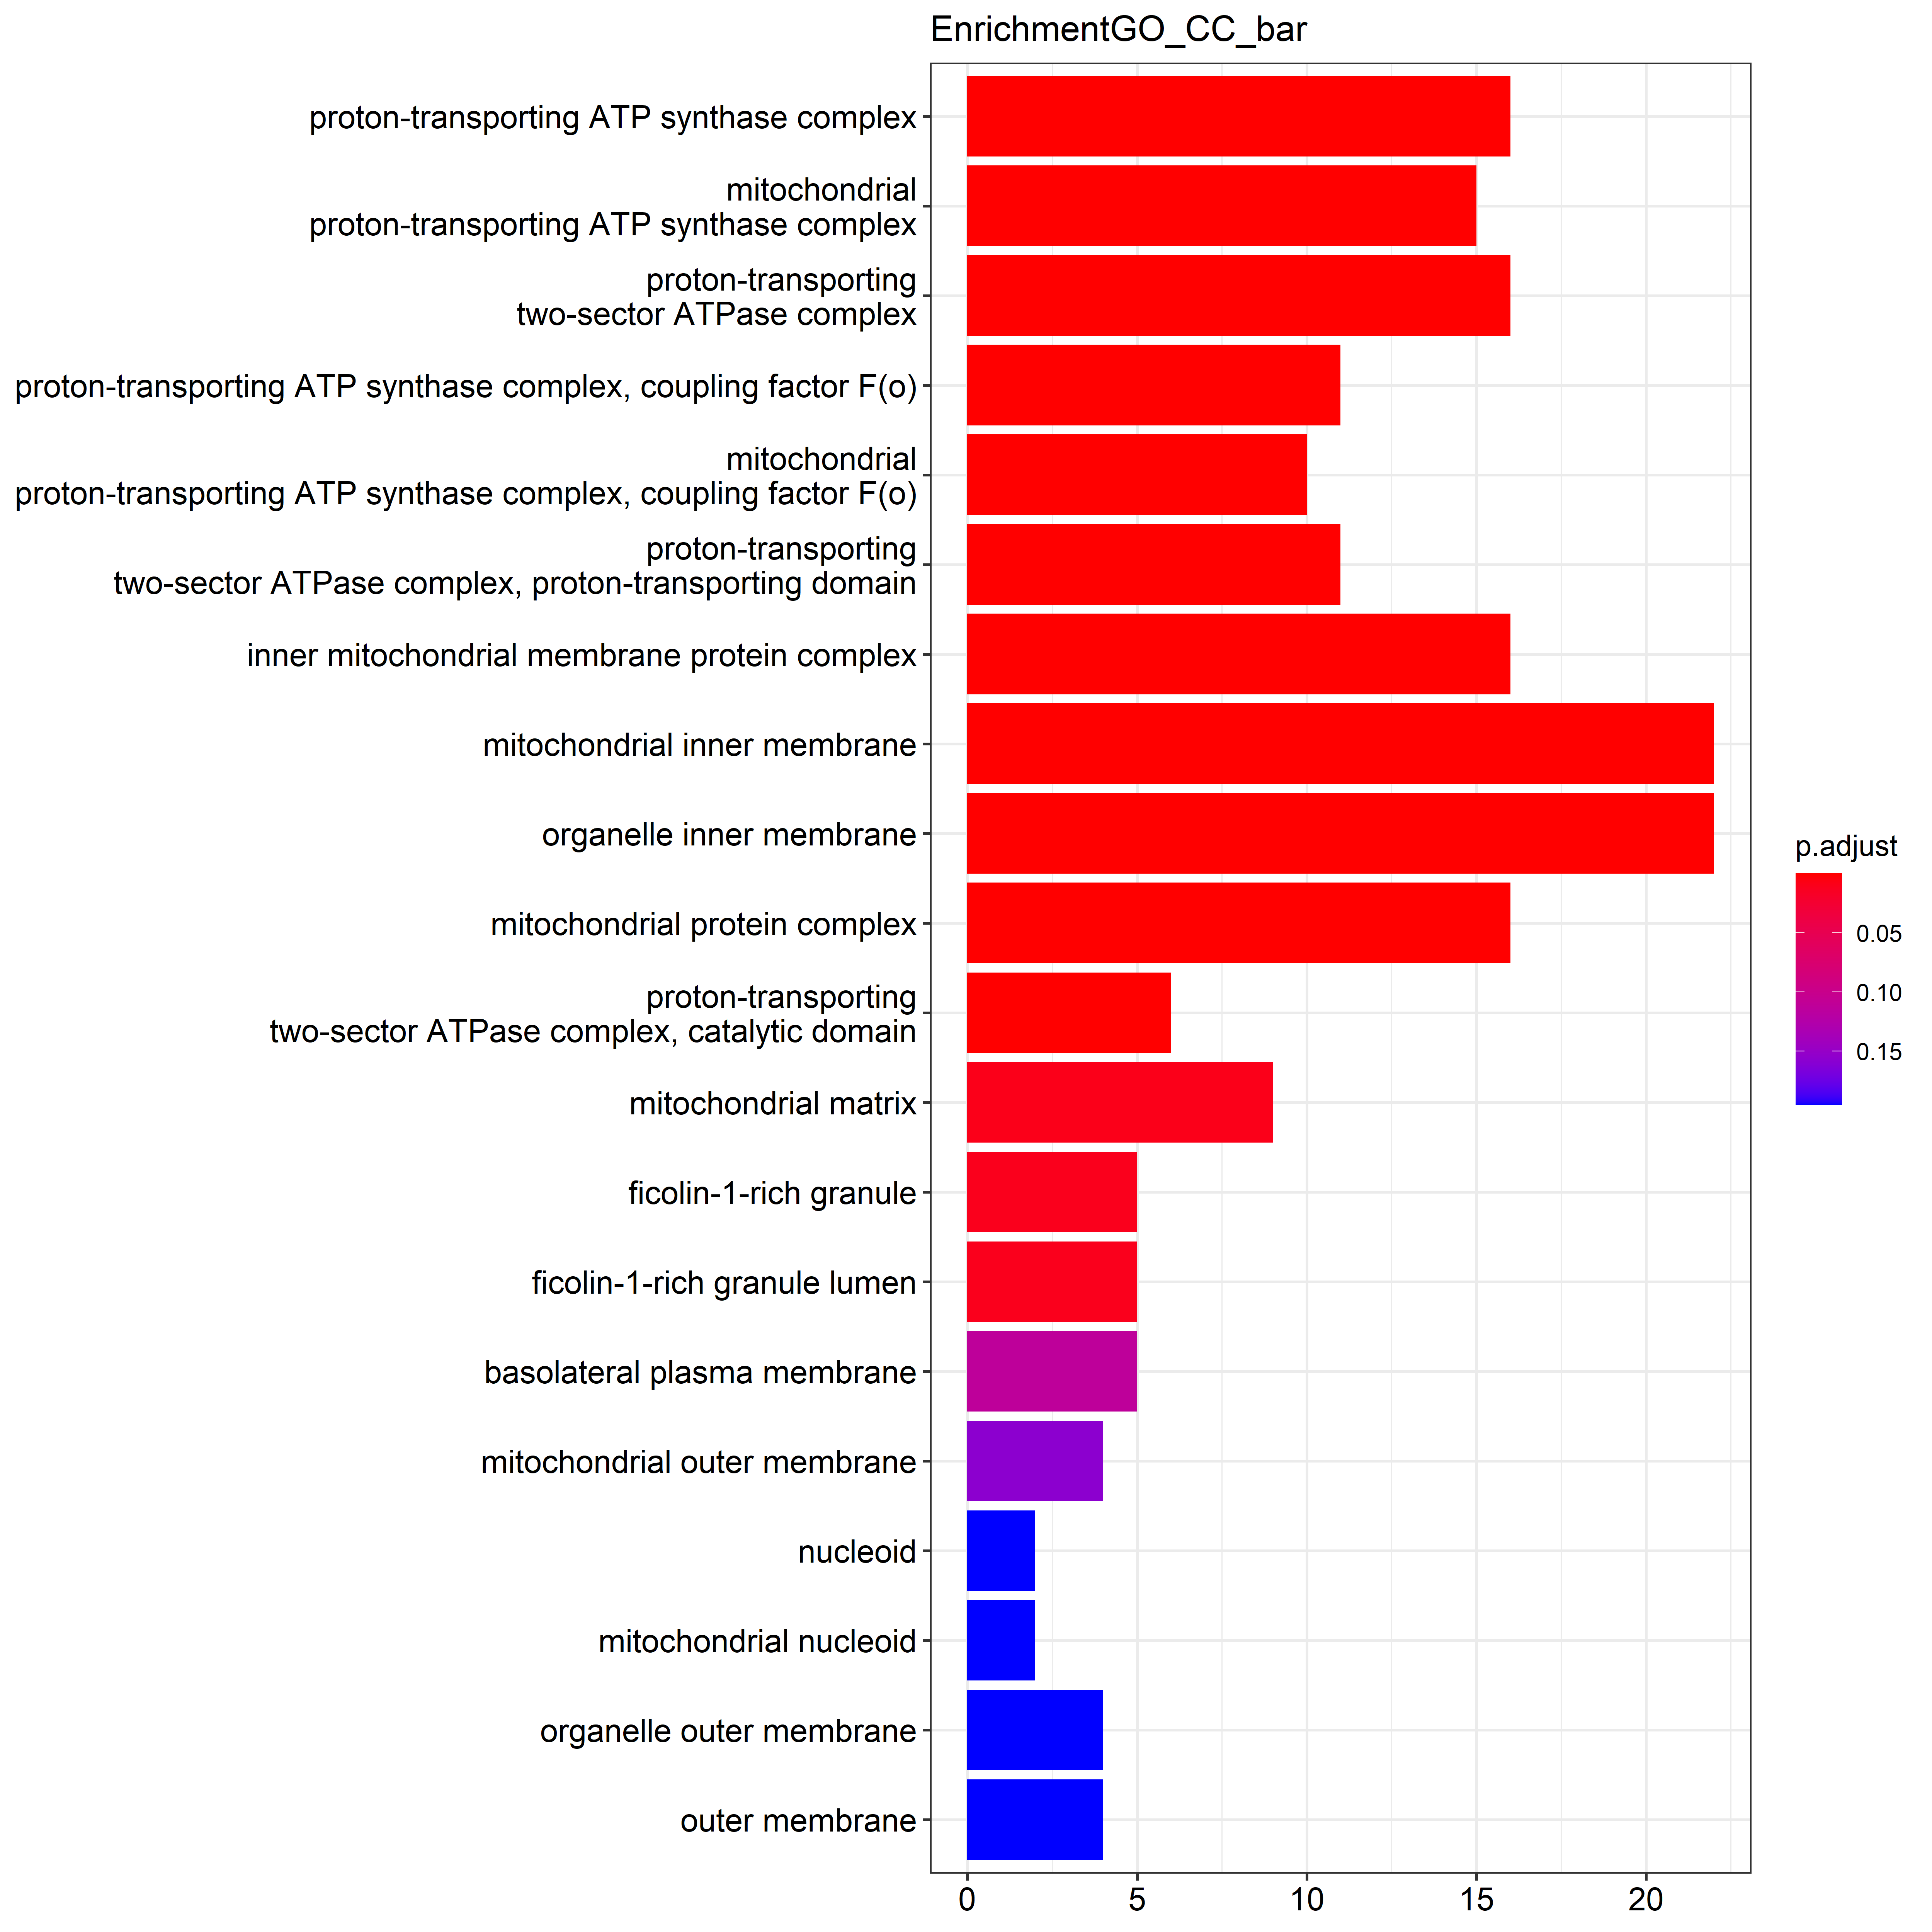 EnrichmentGO_CC_bar
proton-transporting ATP synthase complex
mitochondrial
proton-transporting ATP synthase complex
proton-transporting
two-sector ATPase complex
proton-transporting ATP synthase complex, coupling factor F(o)
mitochondrial
proton-transporting ATP synthase complex, coupling factor F(o)
proton-transporting
two-sector ATPase complex, proton-transporting domain
inner mitochondrial membrane protein complex
mitochondrial inner membrane
organelle inner membrane
mitochondrial protein complex
proton-transporting
two-sector ATPase complex, catalytic domain
mitochondrial matrix
ficolin-1-rich granule
ficolin-1-rich granule lumen
basolateral plasma membrane
mitochondrial outer membrane
nucleoid
mitochondrial nucleoid
organelle outer membrane
outer membrane
0 5 10 15 20
p.adjust
0.05
0.10
0.15